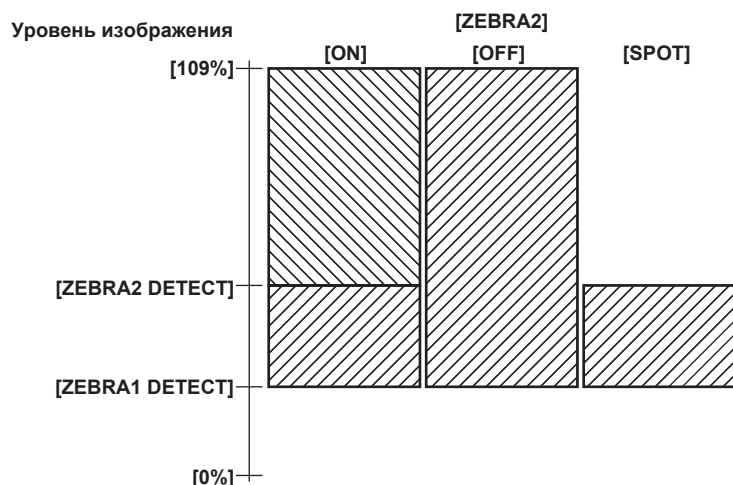 [ZEBRA2]
Уровень изображения
[ON] [OFF] [SPOT]
[109%]
[ZEBRA2 DETECT]
[ZEBRA1 DETECT]
[0%]